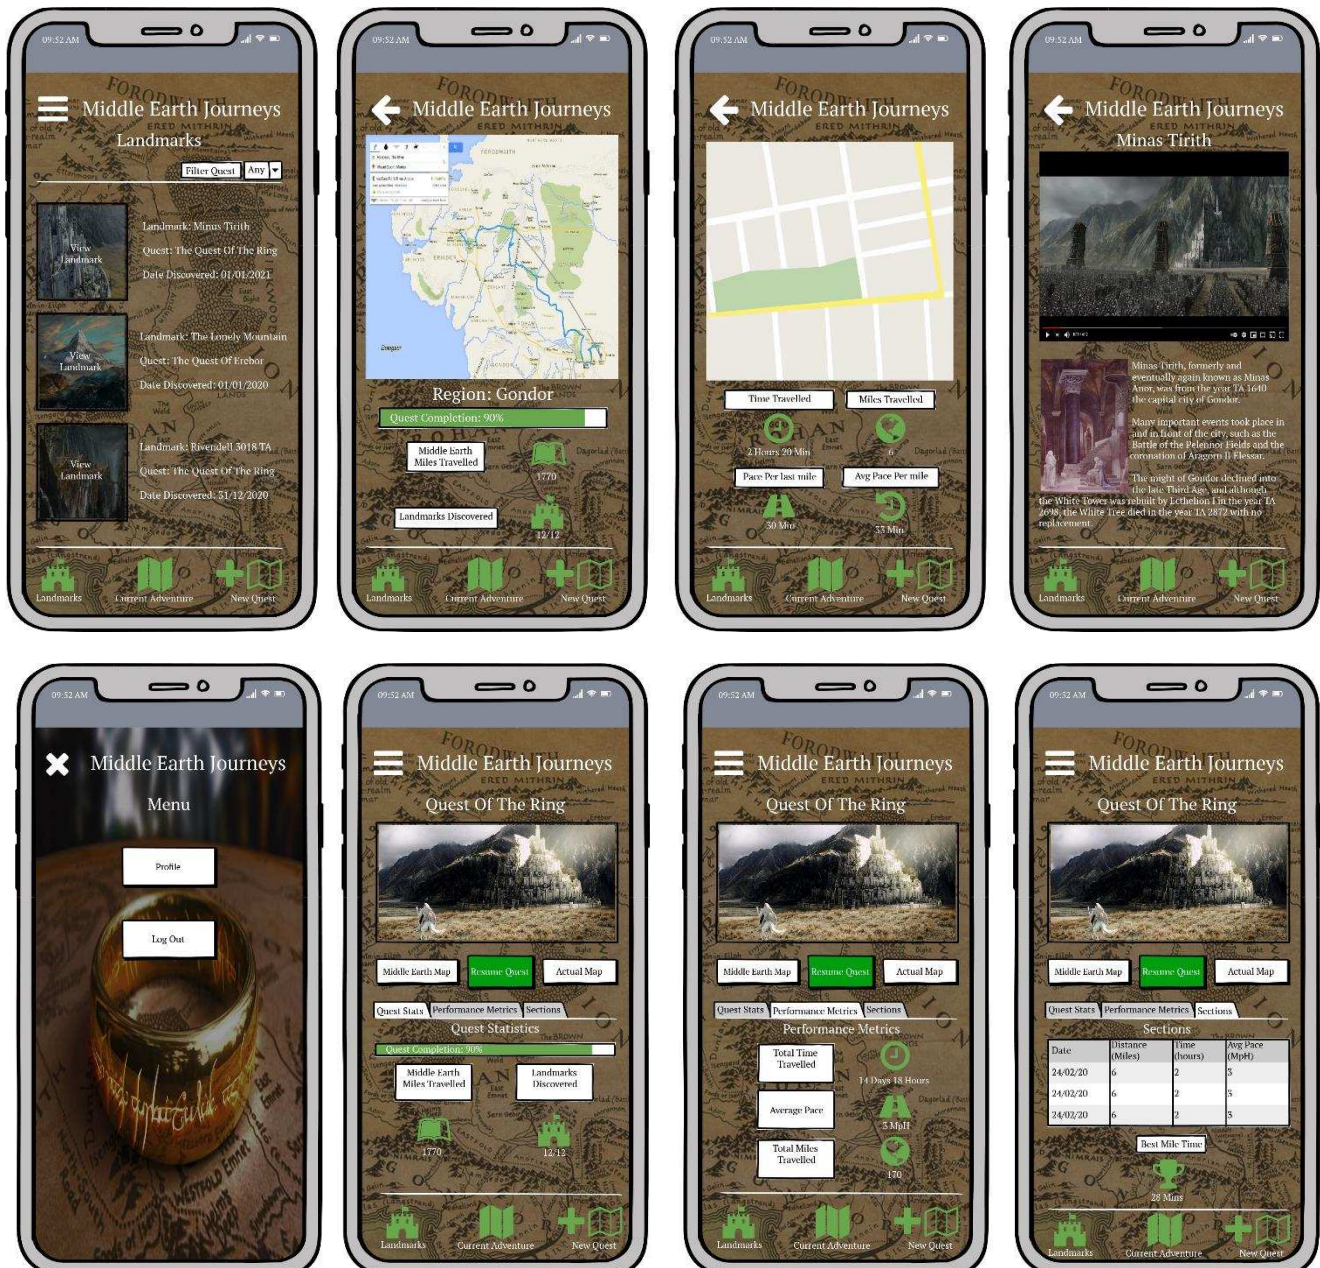 09:52 AM
Middle Earth Journeys
Landmarks
Filter Quest
Any
View
Landmark
Landmark: Minus Tirith
Quest: The Quest Of The Ring
Date Discovered: 01/01/2021
View
Landmark
Landmark: The Lonely Mountain
Quest: The Quest Of Erebor
Date Discovered: 01/01/2020
View
Landmark
Landmark: Rivendell 3018 TA
Quest: The Quest Of The Ring
Date Discovered: 31/12/2020
Landmarks
Current Adventure
New Quest
09:52 AM
Middle Earth Journeys
Region: Gondor
Quest Completion: 90%
Middle Earth
Miles Travelled
1770
Landmarks Discovered
12/12
Landmarks
Current Adventure
New Quest
09:52 AM
Middle Earth Journeys
Time Travelled
Miles Travelled
2 Hours 20 Min
6
Pace Per last mile
Avg Pace Per mile
30 Min
33 Min
Landmarks
Current Adventure
New Quest
09:52 AM
Middle Earth Journeys
Minas Tirith
Minas Tirith, formerly and
eventually again known as Minas
Anor, was from the year TA 1640
the capital city of Gondor.
Many important events took place in
and in front of the city, such as the
Battle of the Pelennor Fields and the
coronation of Aragorn II Elessar.
The might of Gondor declined into
the late Third Age, and although
the White Tower was rebuilt by Ecthelion I in the year TA
2698, the White Tree died in the year TA 2872 with no
replacement.
Landmarks
Current Adventure
New Quest
09:52 AM
Middle Earth Journeys
Menu
Profile
Log Out
WESTFOLD
09:52 AM
Middle Earth Journeys
Quest Of The Ring
Middle Earth Map
Resume Quest
Actual Map
Quest Stats
Performance Metrics
Sections
Quest Statistics
Quest Completion: 90%
Middle Earth
Miles Travelled
Landmarks
Discovered
1770
12/12
Landmarks
Current Adventure
New Quest
09:52 AM
Middle Earth Journeys
Quest Of The Ring
Middle Earth Map
Resume Quest
Actual Map
Quest Stats
Performance Metrics
Sections
Performance Metrics
Total Time
Travelled
14 Days 18 Hours
Average Pace
3 MpH
Total Miles
Travelled
170
Landmarks
Current Adventure
New Quest
09:52 AM
Middle Earth Journeys
Quest Of The Ring
Middle Earth Map
Resume Quest
Actual Map
Quest Stats
Performance Metrics
Sections
Sections
Date Distance (Miles) Time (hours) Avg Pace (MpH)
24/02/20 6 2 3
24/02/20 6 2 3
24/02/20 6 2 3
Best Mile Time
28 Mins
Landmarks
Current Adventure
New Quest